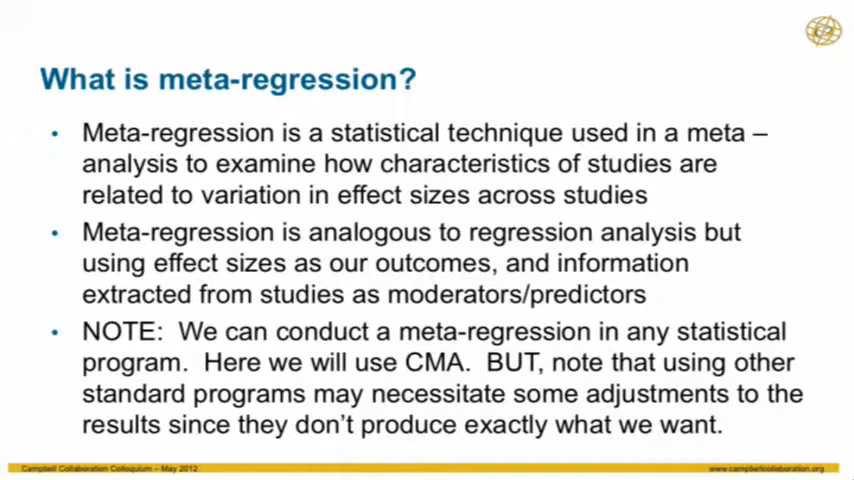 What is meta-regression?
• Meta-regression is a statistical technique used in a meta –
analysis to examine how characteristics of studies are
related to variation in effect sizes across studies
• Meta-regression is analogous to regression analysis but
using effect sizes as our outcomes, and information
extracted from studies as moderators/predictors
• NOTE:  We can conduct a meta-regression in any statistical
program.  Here we will use CMA.  BUT, note that using other
standard programs may necessitate some adjustments to the
results since they don’t produce exactly what we want.
Campbell Collaboration Colloquium – May 2012
www.campbellcollaboration.org